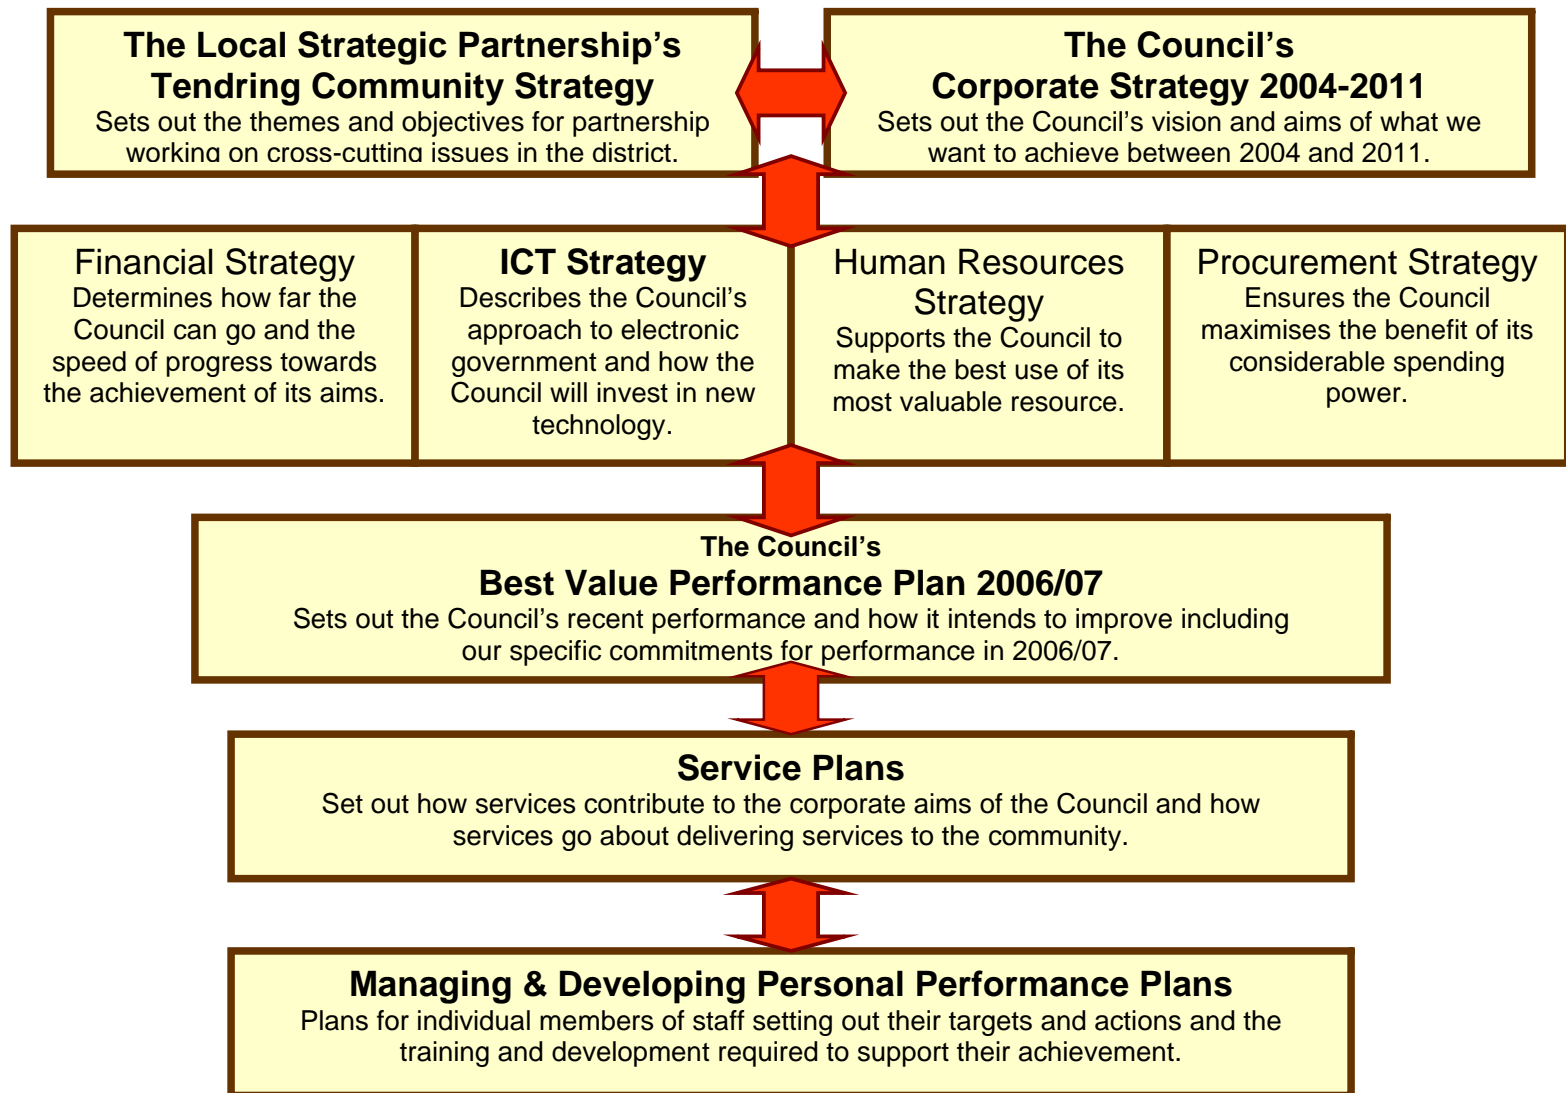 The Local Strategic Partnership's
Tendring Community Strategy
Sets out the themes and objectives for partnership
working on cross-cutting issues in the district.
The Council's
Corporate Strategy 2004-2011
Sets out the Council's vision and aims of what we
want to achieve between 2004 and 2011.
Financial Strategy
Determines how far the
Council can go and the
speed of progress towards
the achievement of its aims.
ICT Strategy
Describes the Council's
approach to electronic
government and how the
Council will invest in new
technology.
Human Resources
Strategy
Supports the Council to
make the best use of its
most valuable resource.
Procurement Strategy
Ensures the Council
maximises the benefit of its
considerable spending
power.
The Council's
Best Value Performance Plan 2006/07
Sets out the Council's recent performance and how it intends to improve including
our specific commitments for performance in 2006/07.
Service Plans
Set out how services contribute to the corporate aims of the Council and how
services go about delivering services to the community.
Managing & Developing Personal Performance Plans
Plans for individual members of staff setting out their targets and actions and the
training and development required to support their achievement.